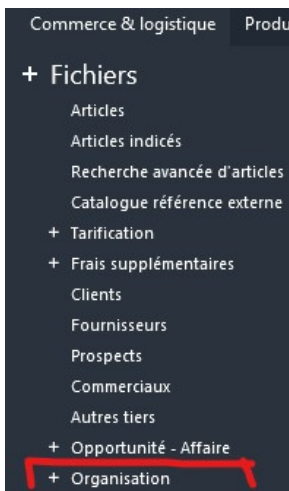 Commerce & logistique Produ
+ Fichiers
Articles
Articles indicés
Recherche avancée d'articles
Catalogue référence externe
+ Tarification
+ Frais supplémentaires
Clients
Fournisseurs
Prospects
Commerciaux
Autres tiers
+ Opportunité - Affaire
+ Organisation